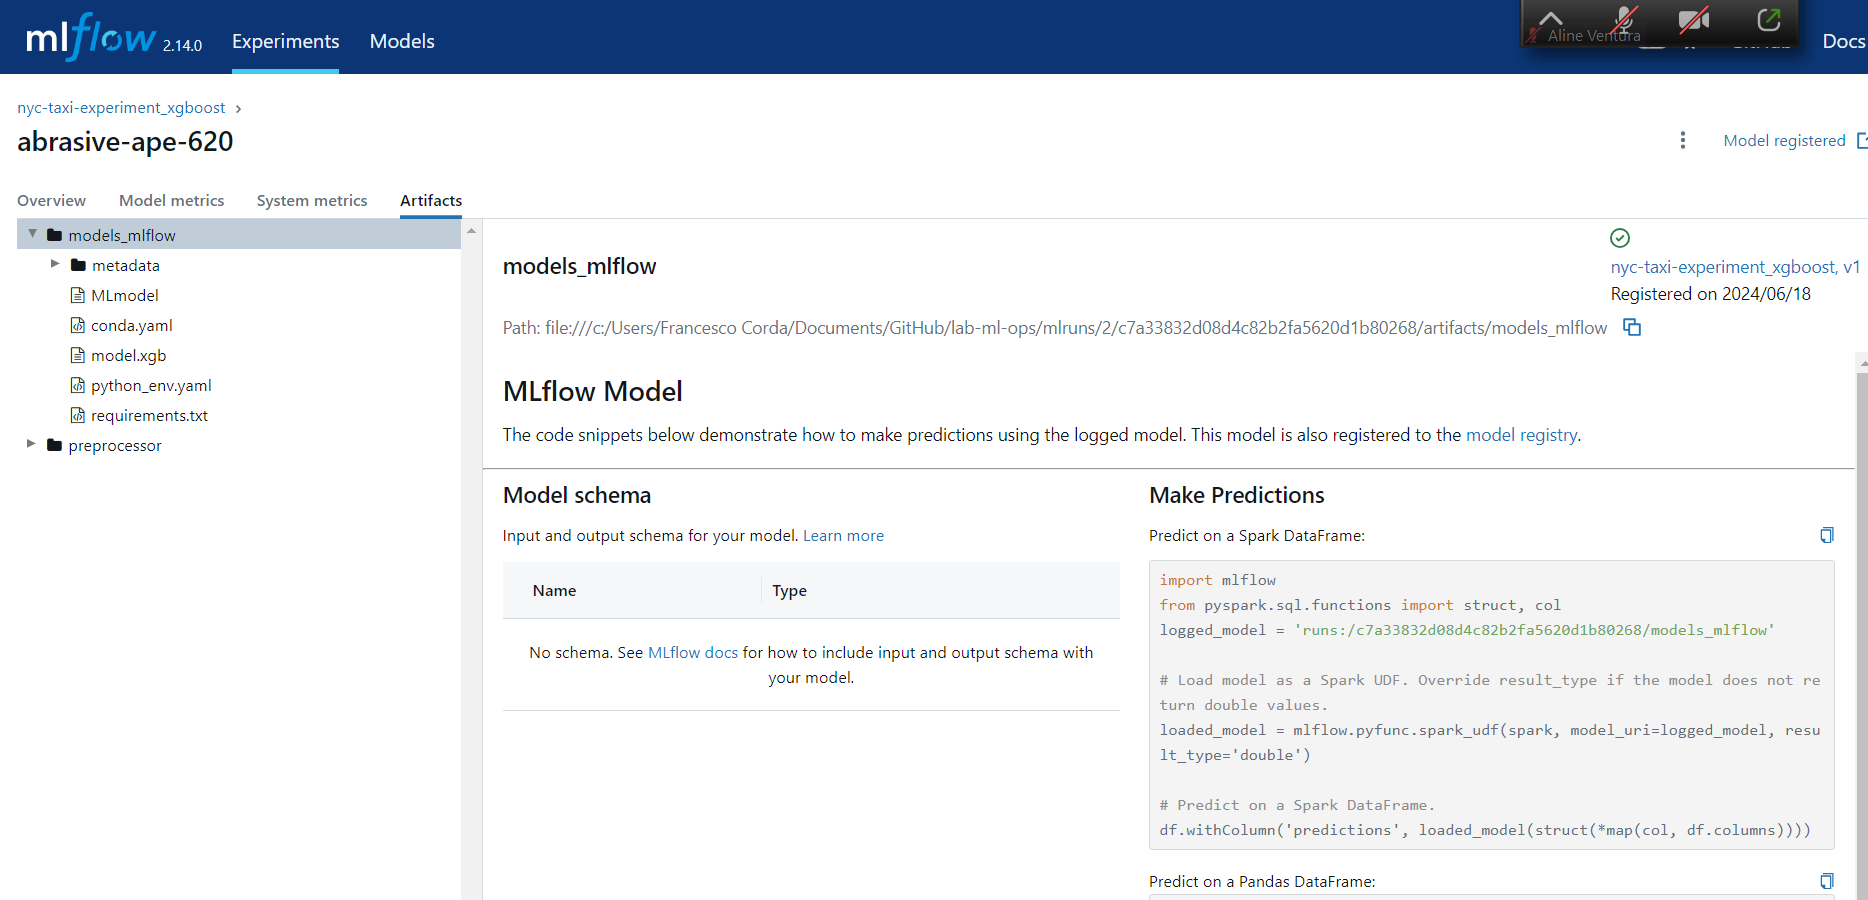 mlflow 2.14.0 Experiments Models
Aline Ventura
Docs
nyc-taxi-experiment_xgboost
abrasive-ape-620
Model registered
Overview Model metrics System metrics Artifacts
models_mlflow
metadata
MLmodel
conda.yaml
model.xgb
python_env.yaml
requirements.txt
preprocessor
models_mlflow
nyc-taxi-experiment_xgboost, v1
Registered on 2024/06/18
Path: file:///c:/Users/Francesco Corda/Documents/GitHub/lab-ml-ops/mlruns/2/c7a33832d08d4c82b2fa5620d1b80268/artifacts/models_mlflow
MLflow Model
The code snippets below demonstrate how to make predictions using the logged model. This model is also registered to the model registry.
Model schema
Input and output schema for your model. Learn more
Name Type
No schema. See MLflow docs for how to include input and output schema with
your model.
Make Predictions
Predict on a Spark DataFrame:
import mlflow
from pyspark.sql.functions import struct, col
logged_model = 'runs:/c7a33832d08d4c82b2fa5620d1b80268/models_mlflow'
# Load model as a Spark UDF. Override result_type if the model does not re
turn double values.
loaded_model = mlflow.pyfunc.spark_udf(spark, model_uri=logged_model, resu
lt_type='double')
# Predict on a Spark DataFrame.
df.withColumn('predictions', loaded_model(struct(*map(col, df.columns))))
Predict on a Pandas DataFrame: